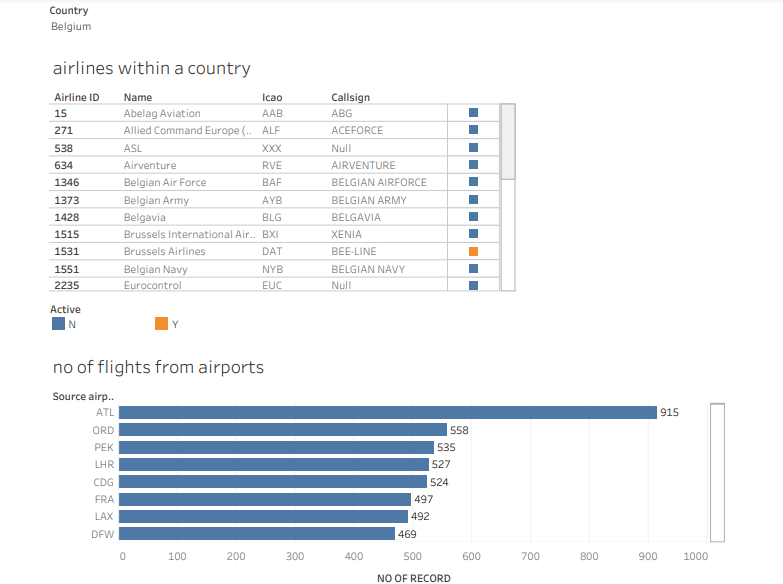 Country
Belgium
airlines within a country
Airline ID Name Icao Callsign
15 Abelag Aviation AAB ABG
271 Allied Command Europe (.. ALF ACEFORCE
538 ASL XXX Null
634 Airventure RVE AIRVENTURE
1346 Belgian Air Force BAF BELGIAN AIRFORCE
1373 Belgian Army AYB BELGIAN ARMY
1428 Belgavia BLG BELGAVIA
1515 Brussels International Air.. BXI XENIA
1531 Brussels Airlines DAT BEE-LINE
1551 Belgian Navy NYB BELGIAN NAVY
2235 Eurocontrol EUC Null
Active
N Y
no of flights from airports
Source airp..
ATL 915
ORD 558
PEK 535
LHR 527
CDG 524
FRA 497
LAX 492
DFW 469
0 100 200 300 400 500 600 700 800 900 1000
NO OF RECORD